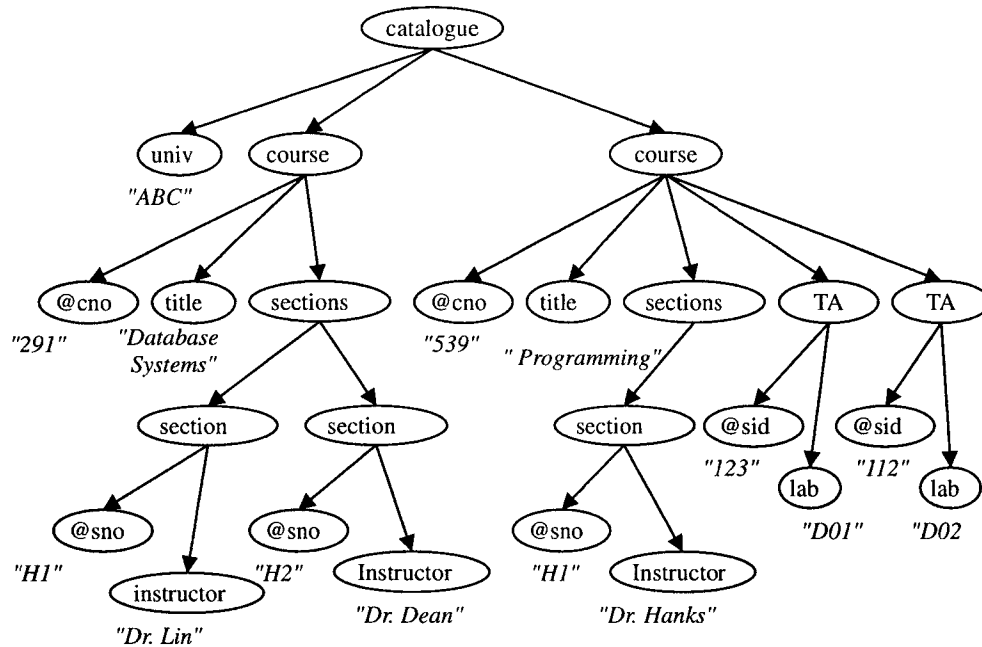 catalogue
univ
course
course
"ABC"
@cno
title
sections
@cno
title
sections
TA
TA
"291"
"Database
Systems"
"539"
" Programming"
section
section
section
@sid
@sid
"123"
"112"
lab
lab
@sno
@sno
@sno
"D01"
"D02
"H1"
instructor
"H2"
Instructor
"H1"
Instructor
"Dr. Lin"
"Dr. Dean"
"Dr. Hanks"